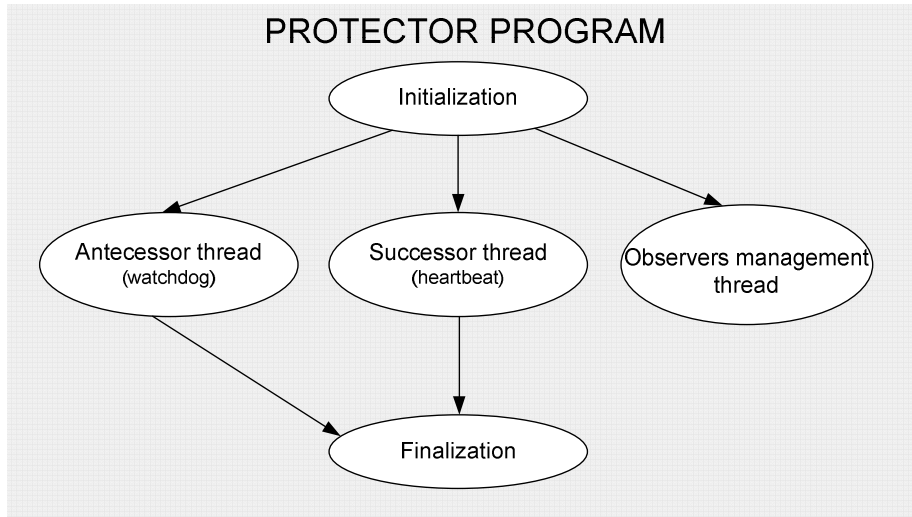 PROTECTOR PROGRAM
Initialization
Antecessor thread
(watchdog)
Successor thread
(heartbeat)
Observers management
thread
Finalization